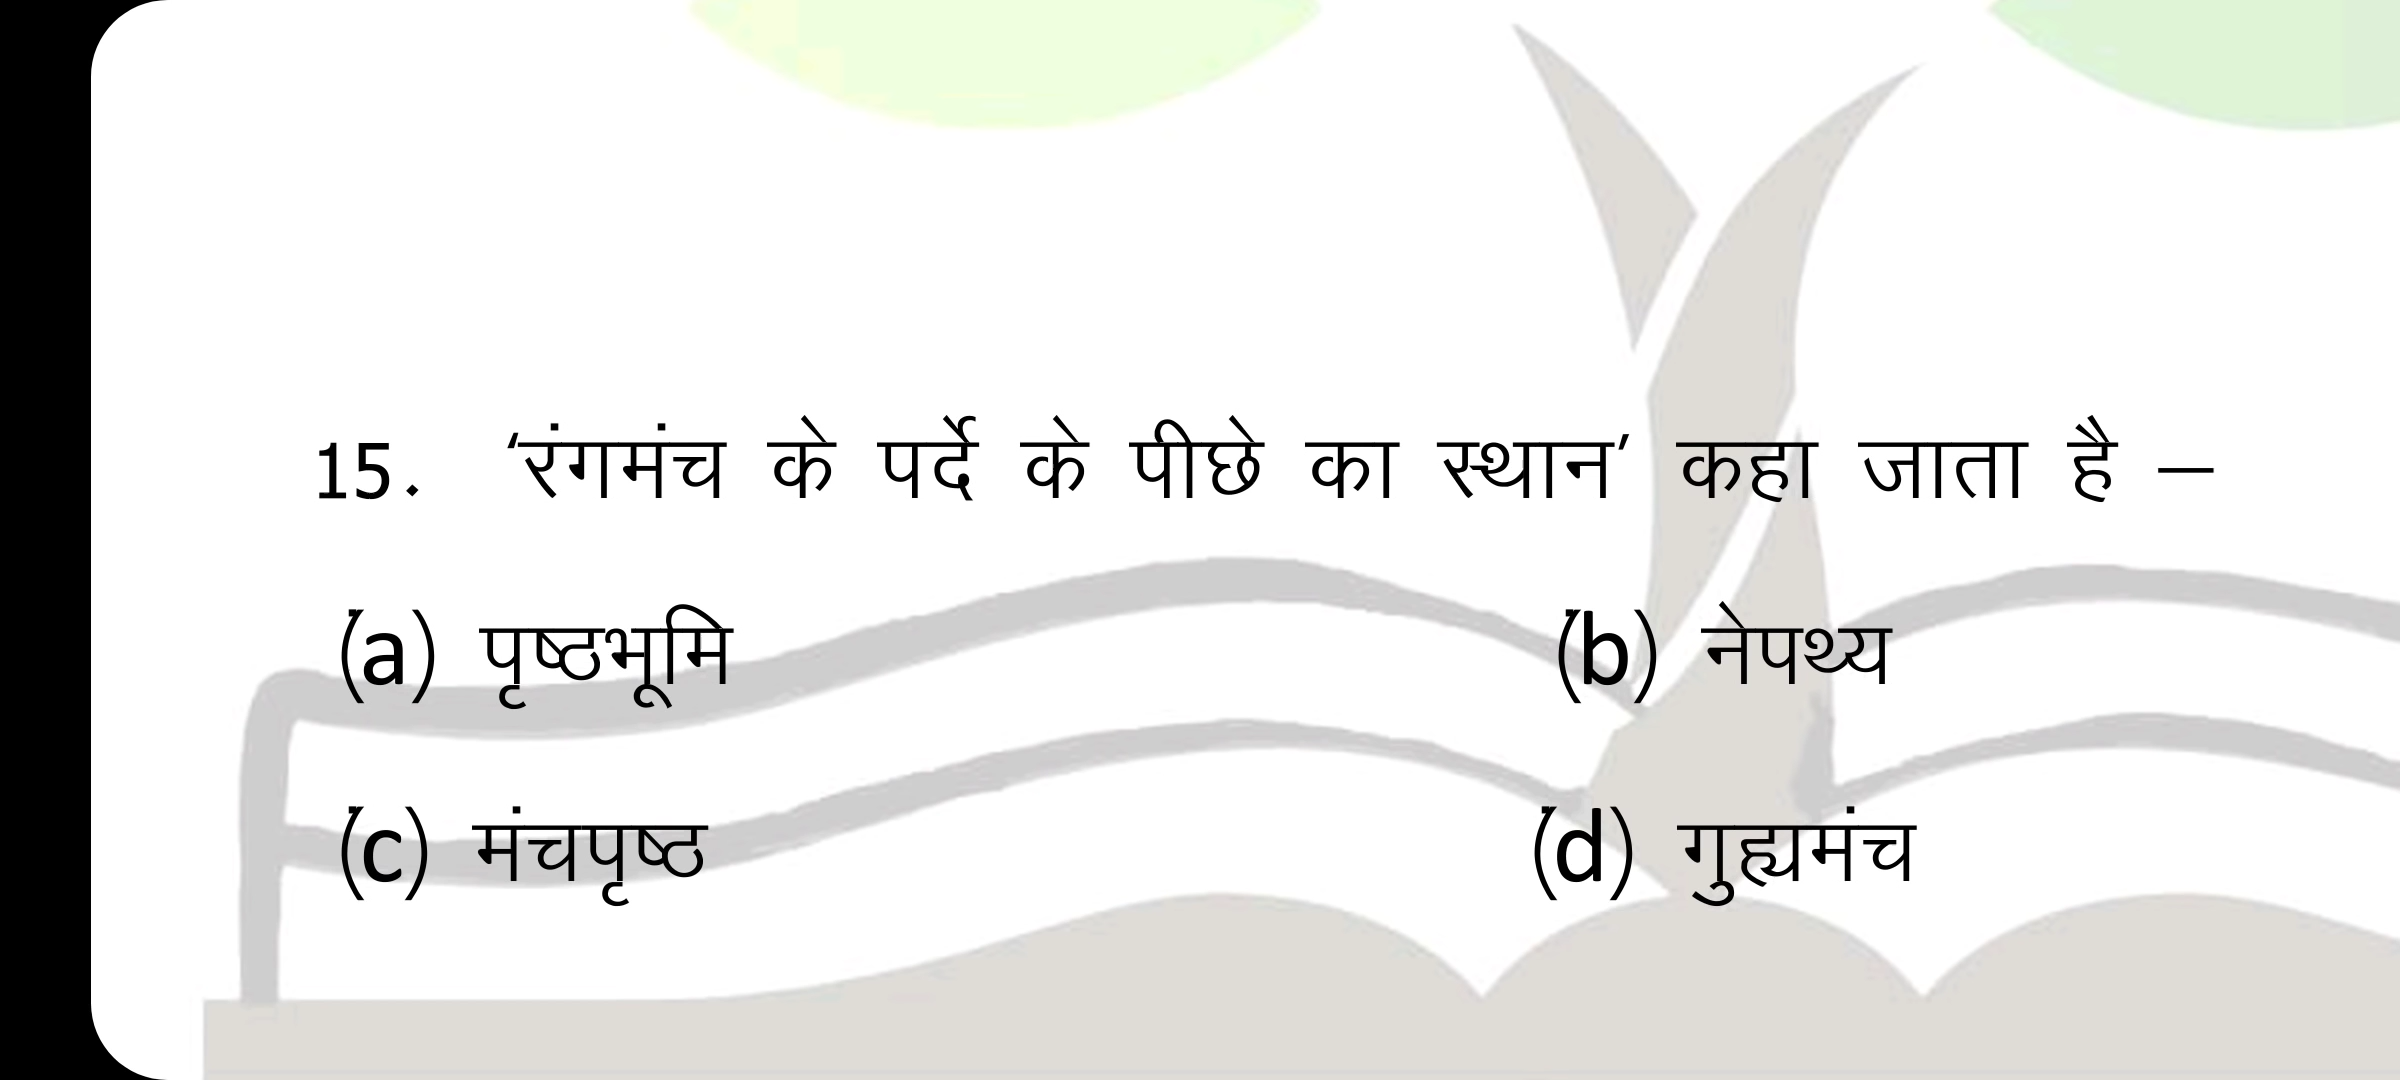 15. ‘रंगमंच के पर्दे के पीछे का स्थान’ कहा जाता है –
(a) पृष्ठभूमि (b) नेपथ्य
(c) मंचपृष्ठ (d) गुह्यमंच